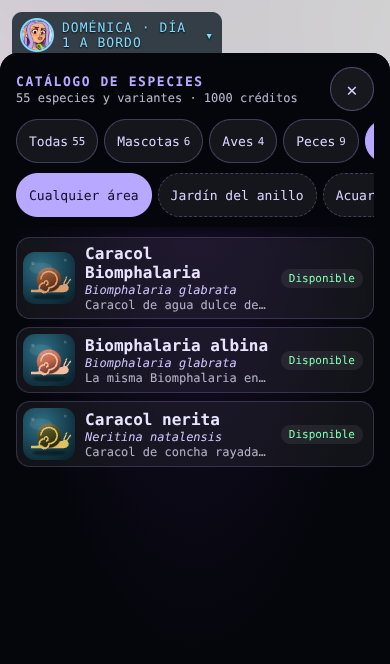 DOMÉNICA · DÍA
1 A BORDO
▾
CATÁLOGO DE ESPECIES
55 especies y variantes · 1000 créditos
×
Todas 55
Mascotas 6
Aves 4
Peces 9
Cualquier área
Jardín del anillo
Acuar
Caracol
Biomphalaria
Biomphalaria glabrata
Caracol de agua dulce de…
Disponible
Biomphalaria albina
Biomphalaria glabrata
La misma Biomphalaria en…
Disponible
Caracol nerita
Neritina natalensis
Caracol de concha rayada…
Disponible